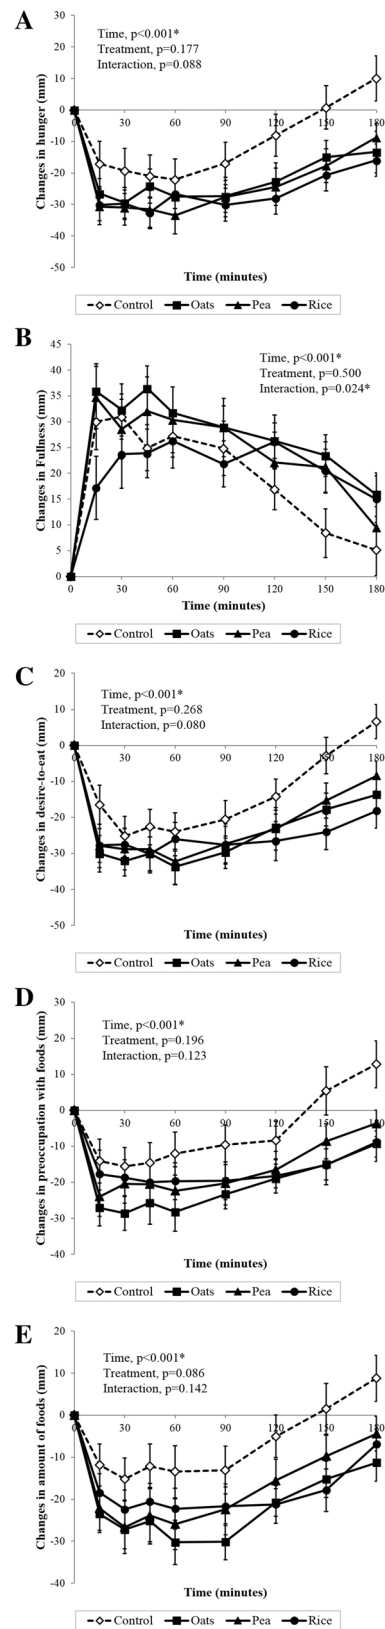 A
30
20
10
0
-10
-20
-30
-40
-50
Changes in hunger (mm)
Time, p<0.001*
Treatment, p=0.177
Interaction, p=0.088
0 30 60 90 120 150 180
Time (minutes)
Control Oats Pea Rice
B
45
40
35
30
25
20
15
10
5
0
Changes in Fullness (mm)
Time, p<0.001*
Treatment, p=0.500
Interaction, p=0.024*
0 30 60 90 120 150 180
Time (minutes)
Control Oats Pea Rice
C
20
10
0
-10
-20
-30
-40
-50
Changes in desire-to-eat (mm)
Time, p<0.001*
Treatment, p=0.268
Interaction, p=0.080
0 30 60 90 120 150 180
Time (minutes)
Control Oats Pea Rice
D
30
20
10
0
-10
-20
-30
-40
Changes in preoccupation with foods (mm)
Time, p<0.001*
Treatment, p=0.196
Interaction, p=0.123
0 30 60 90 120 150 180
Time (minutes)
Control Oats Pea Rice
E
20
10
0
-10
-20
-30
-40
Changes in amount of foods (mm)
Time, p<0.001*
Treatment, p=0.086
Interaction, p=0.142
0 30 60 90 120 150 180
Time (minutes)
Control Oats Pea Rice